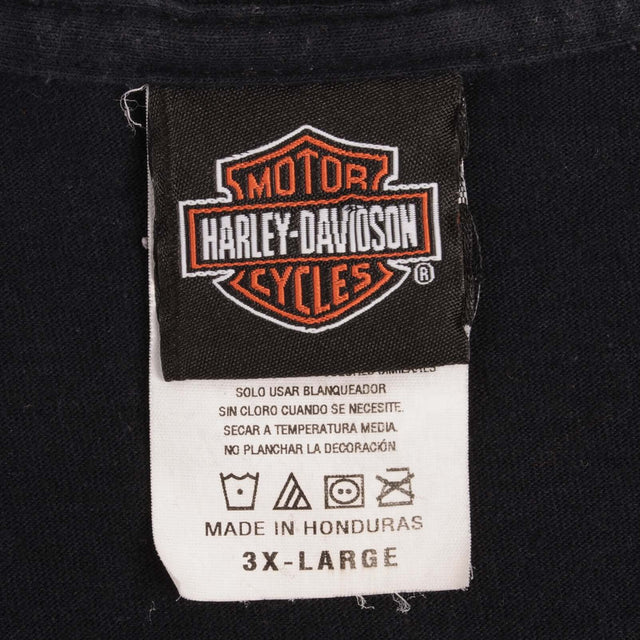 MOTOR
HARLEY-DAVIDSON
CYCLES
®
SOLO USAR BLANQUEADOR
SIN CLORO CUANDO SE NECESITE.
SECAR A TEMPERATURA MEDIA.
NO PLANCHAR LA DECORACIÓN.
MADE IN HONDURAS
3X-LARGE